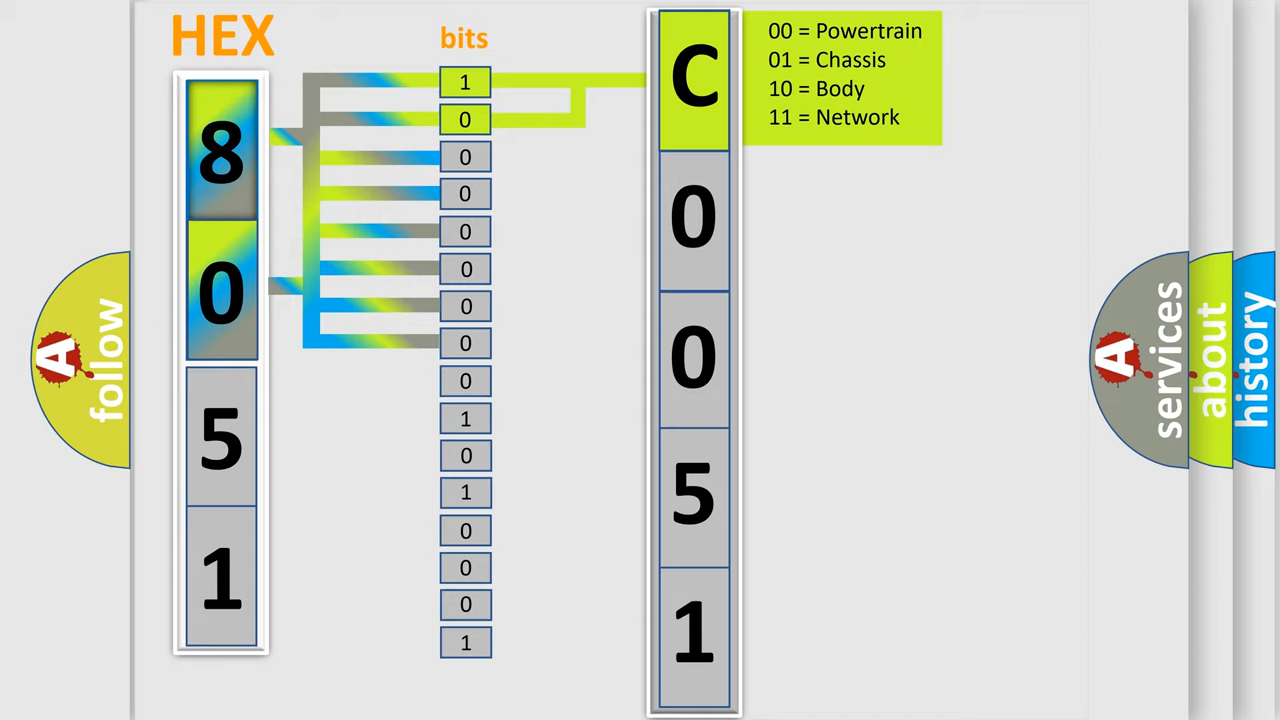 HEX
8
0
5
1
bits
1
0
0
0
0
0
0
0
0
1
0
1
0
0
0
1
C
0
0
5
1
00 = Powertrain
01 = Chassis
10 = Body
11 = Network
A
follow
A
services
about
history